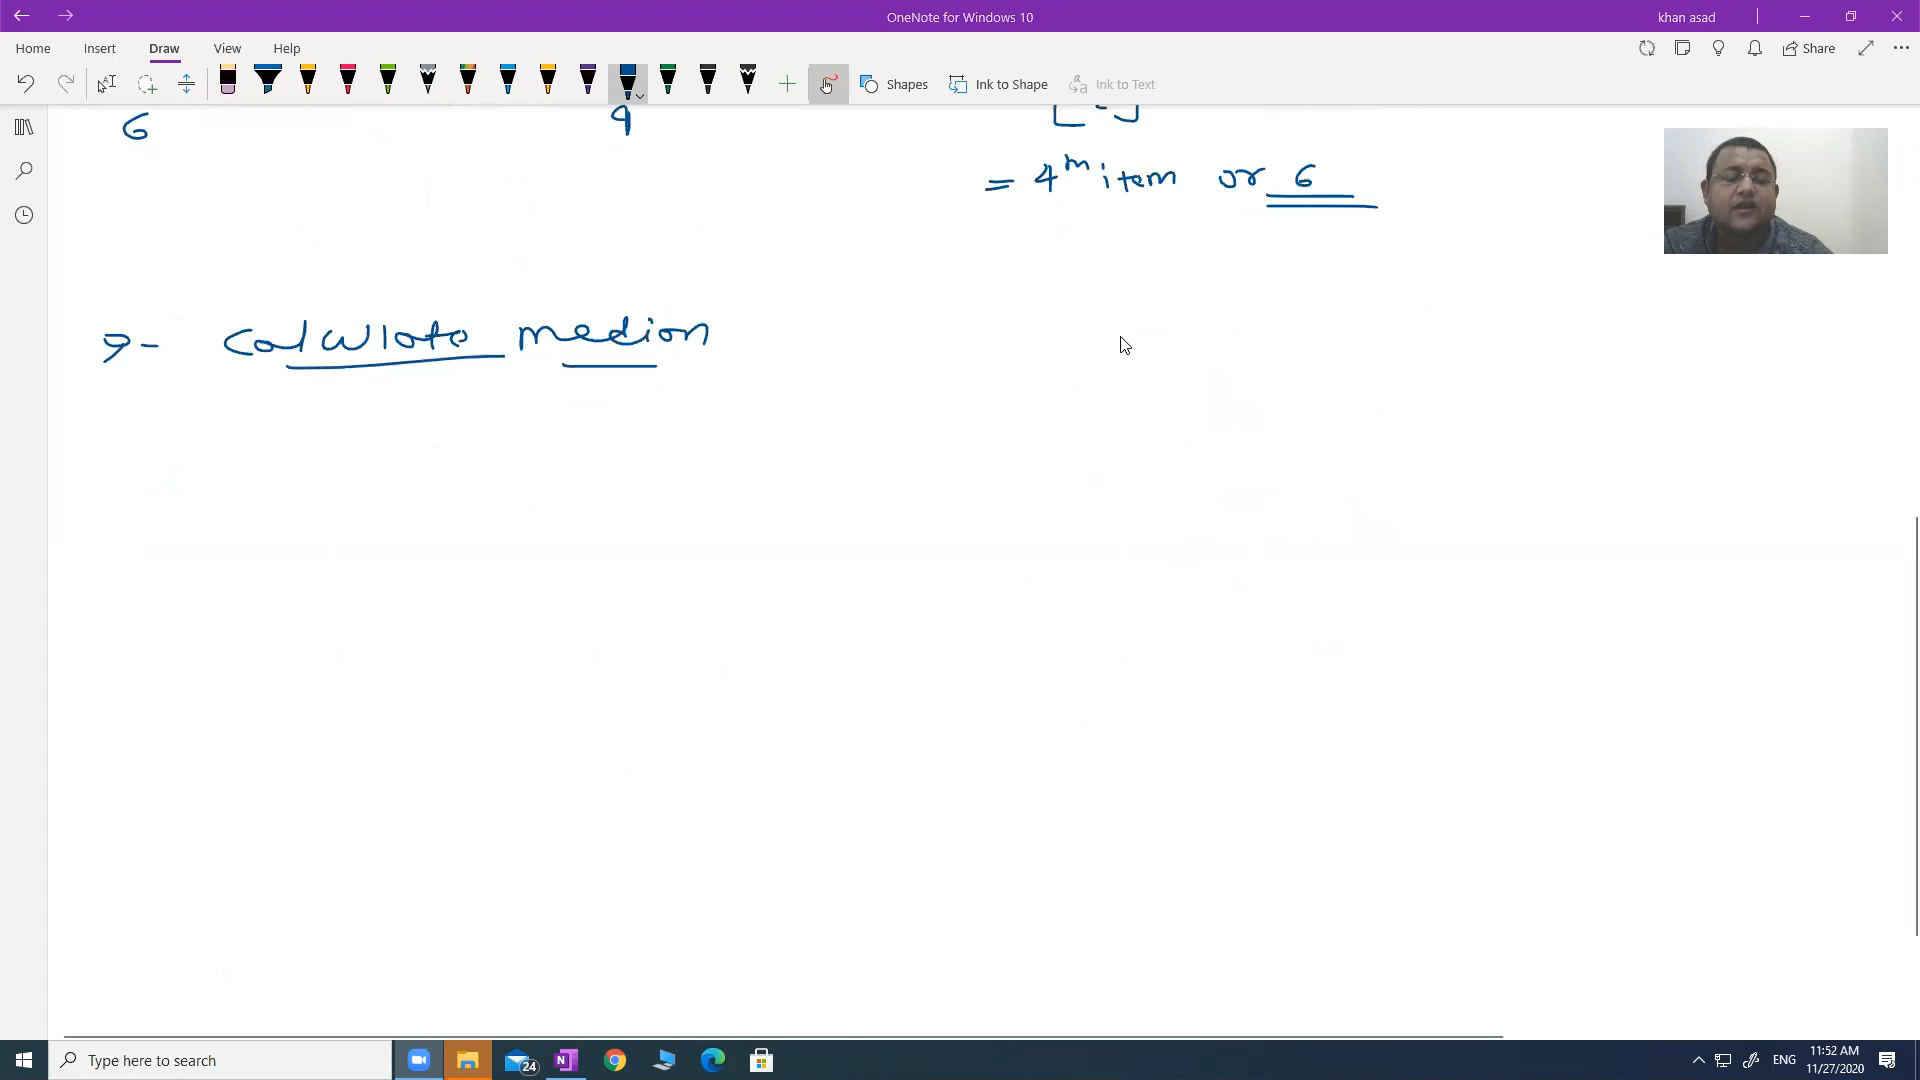 OneNote for Windows 10
khan asad
Home Insert Draw View Help
Share
Shapes
Ink to Shape
Ink to Text
6 9
= 4th item or 6
Q- Calculate median
Type here to search
24
ENG
11:52 AM
11/27/2020